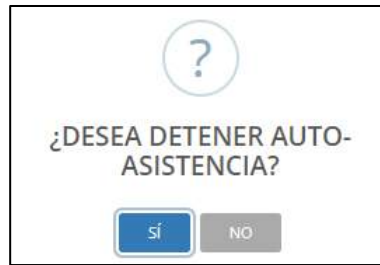 ?
¿DESEA DETENER AUTO-
ASISTENCIA?
SÍ NO